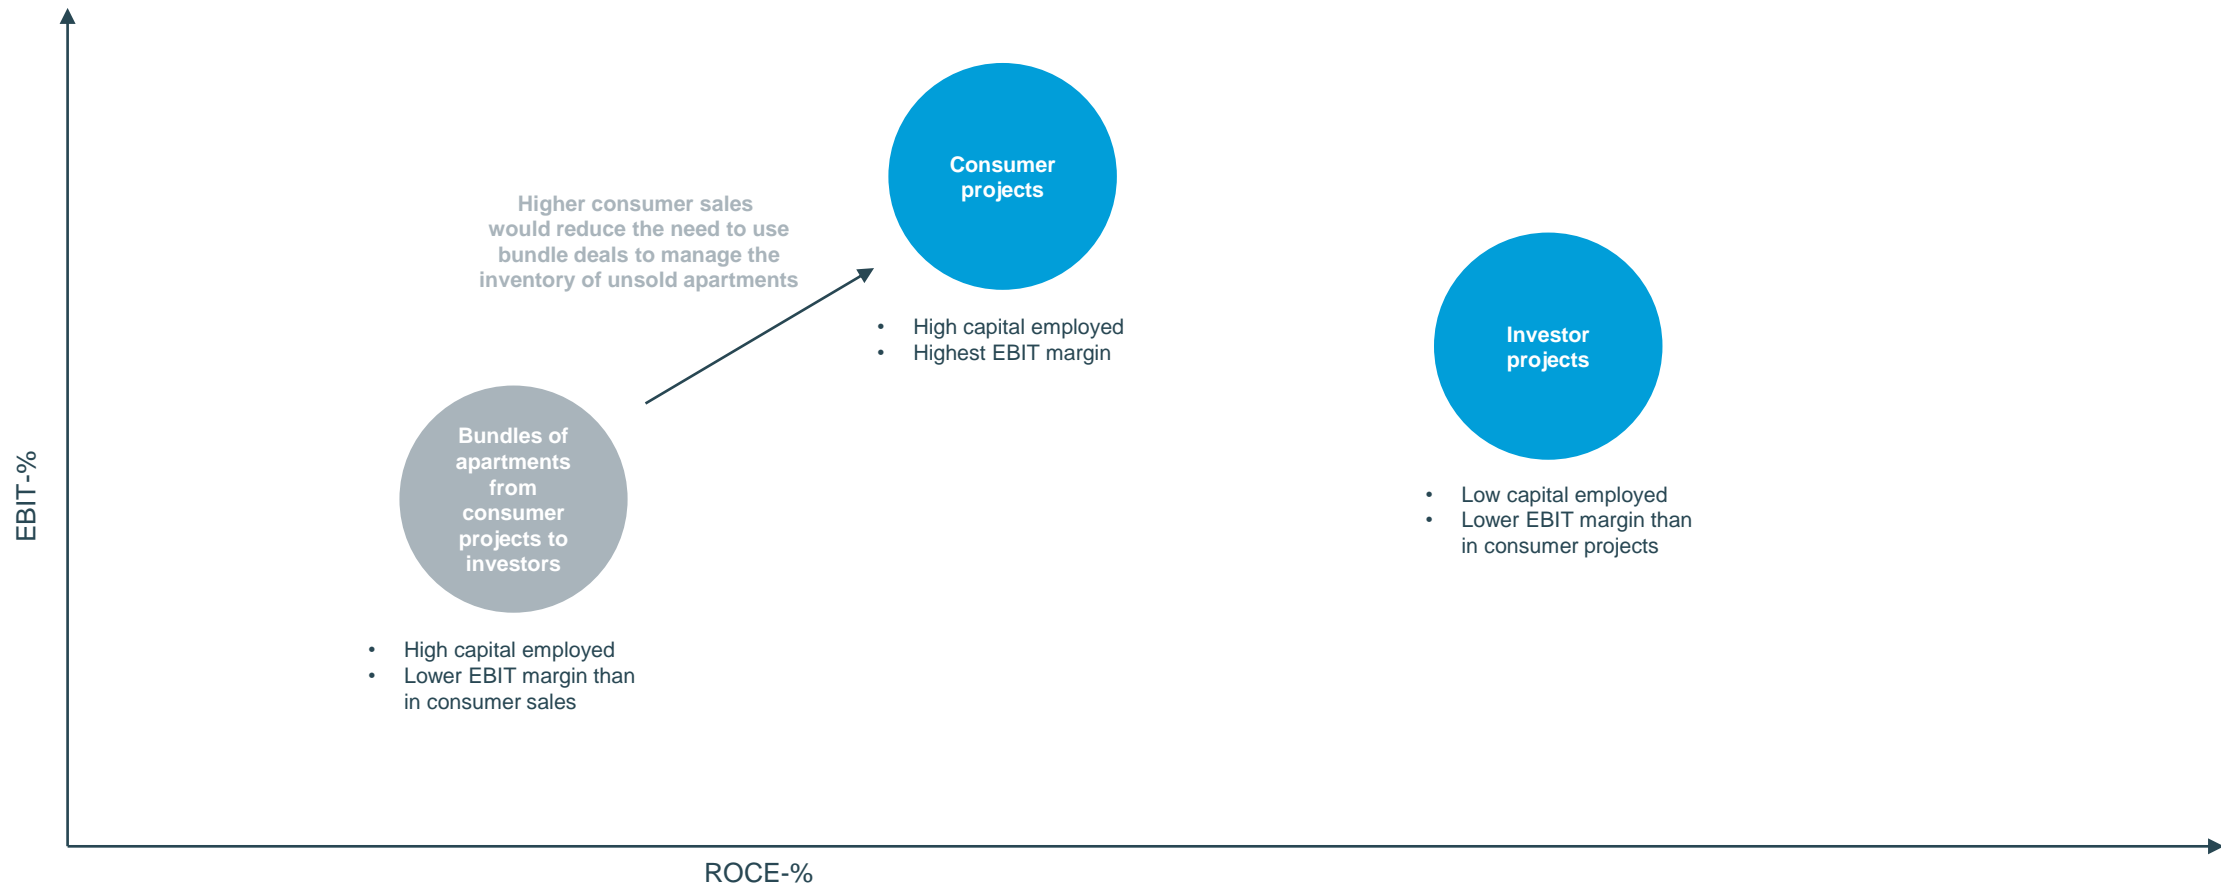 Consumer
projects
Higher consumer sales
would reduce the need to use
bundle deals to manage the
inventory of unsold apartments
• High capital employed
• Highest EBIT margin
Investor
projects
• Low capital employed
• Lower EBIT margin than
in consumer projects
Bundles of
apartments
from
consumer
projects to
investors
• High capital employed
• Lower EBIT margin than
in consumer sales
EBIT-%
ROCE-%